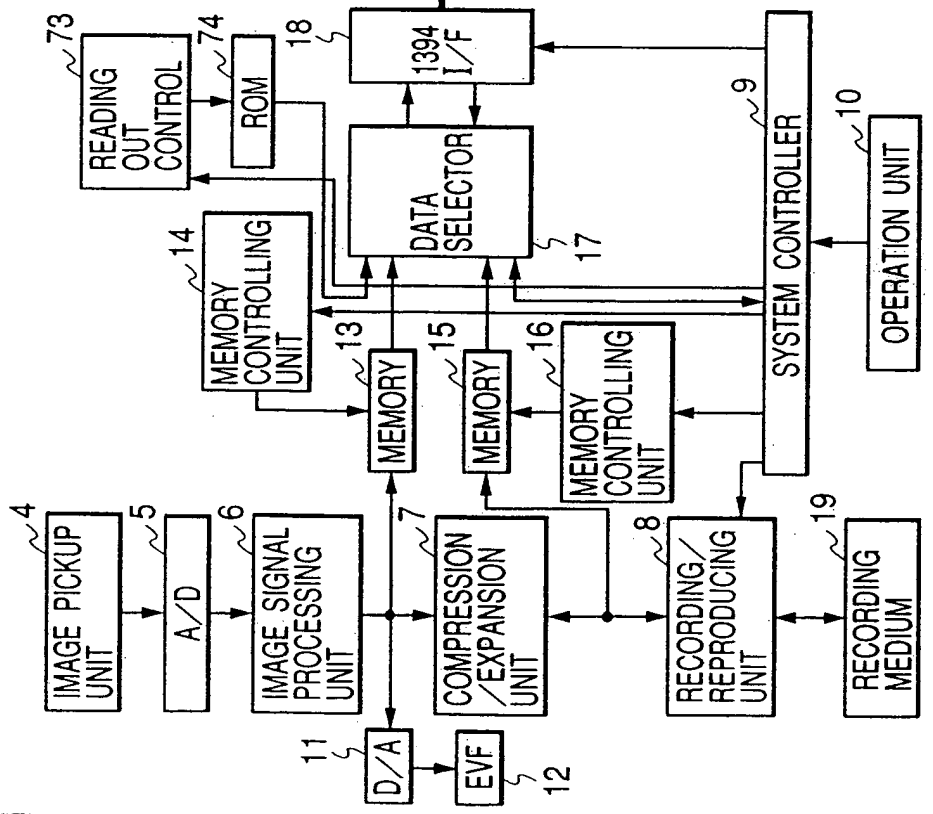 4
IMAGE PICKUP
UNIT
5
A/D
6
IMAGE SIGNAL
PROCESSING
UNIT
11
D/A
EVF
12
7
COMPRESSION
/EXPANSION
UNIT
8
RECORDING/
REPRODUCING
UNIT
19
RECORDING
MEDIUM
14
MEMORY
CONTROLLING
UNIT
13
MEMORY
15
MEMORY
16
MEMORY
CONTROLLING
UNIT
73
READING
OUT
CONTROL
74
ROM
DATA
SELECTOR
17
18
1394
I/F
9
SYSTEM CONTROLLER
10
OPERATION UNIT